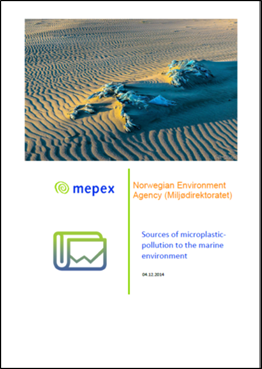 mepex
Norwegian Environment
Agency (Miljødirektoratet)
Sources of microplastic-
pollution to the marine
environment
04.12.2014